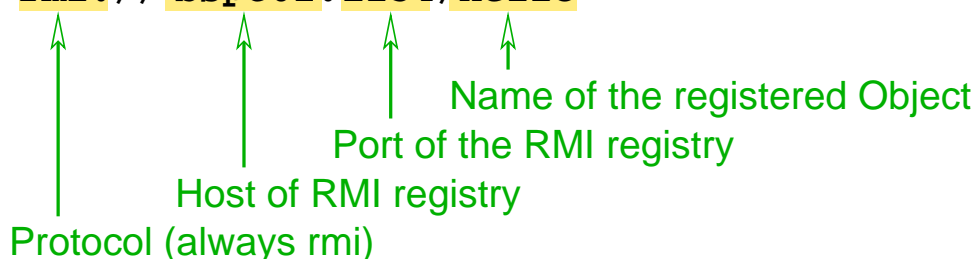 Name of the registered Object
Port of the RMI registry
Host of RMI registry
Protocol (always rmi)